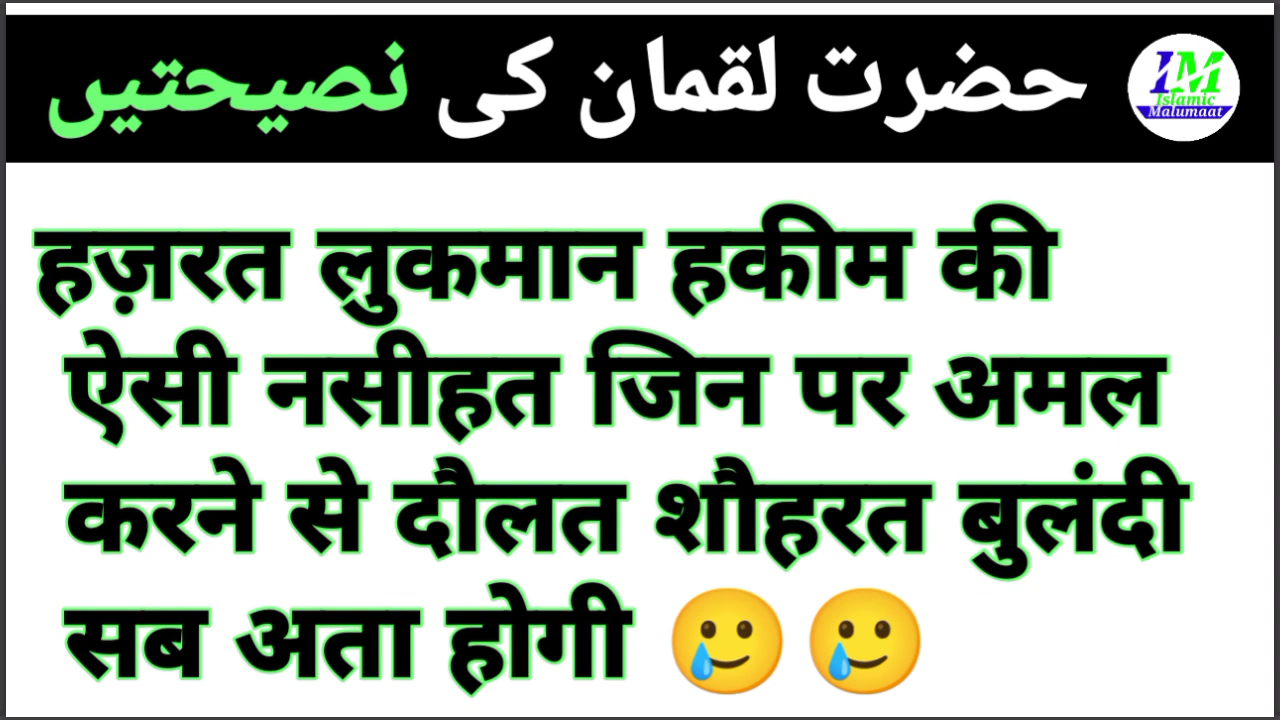 حضرت لقمان کی نصیحتیں
IM
Islamic
Malumaat
हज़रत लुकमान हकीम की
ऐसी नसीहत जिन पर अमल
करने से दौलत शौहरत बुलंदी
सब अता होगी 🥲 🥲